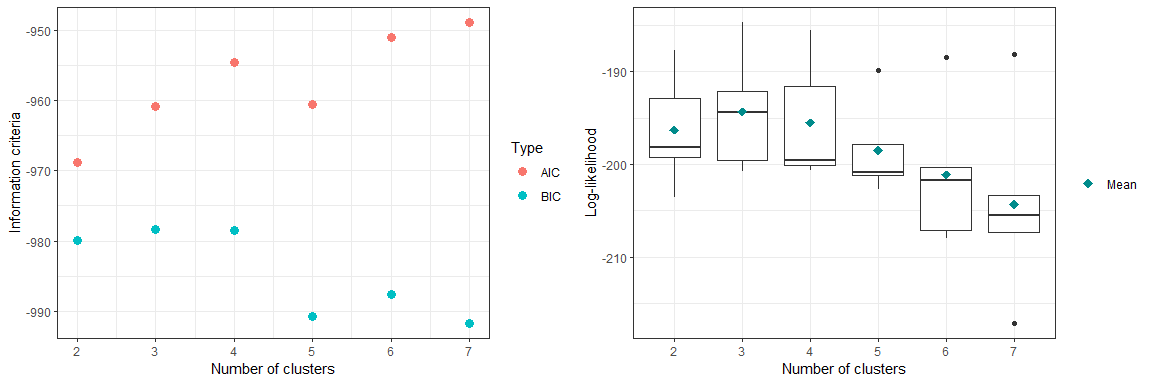 Information criteria
-950
-960
-970
-980
-990
2 3 4 5 6 7
Number of clusters
Type
AIC
BIC
Log-likelihood
-190
-200
-210
2 3 4 5 6 7
Number of clusters
Mean